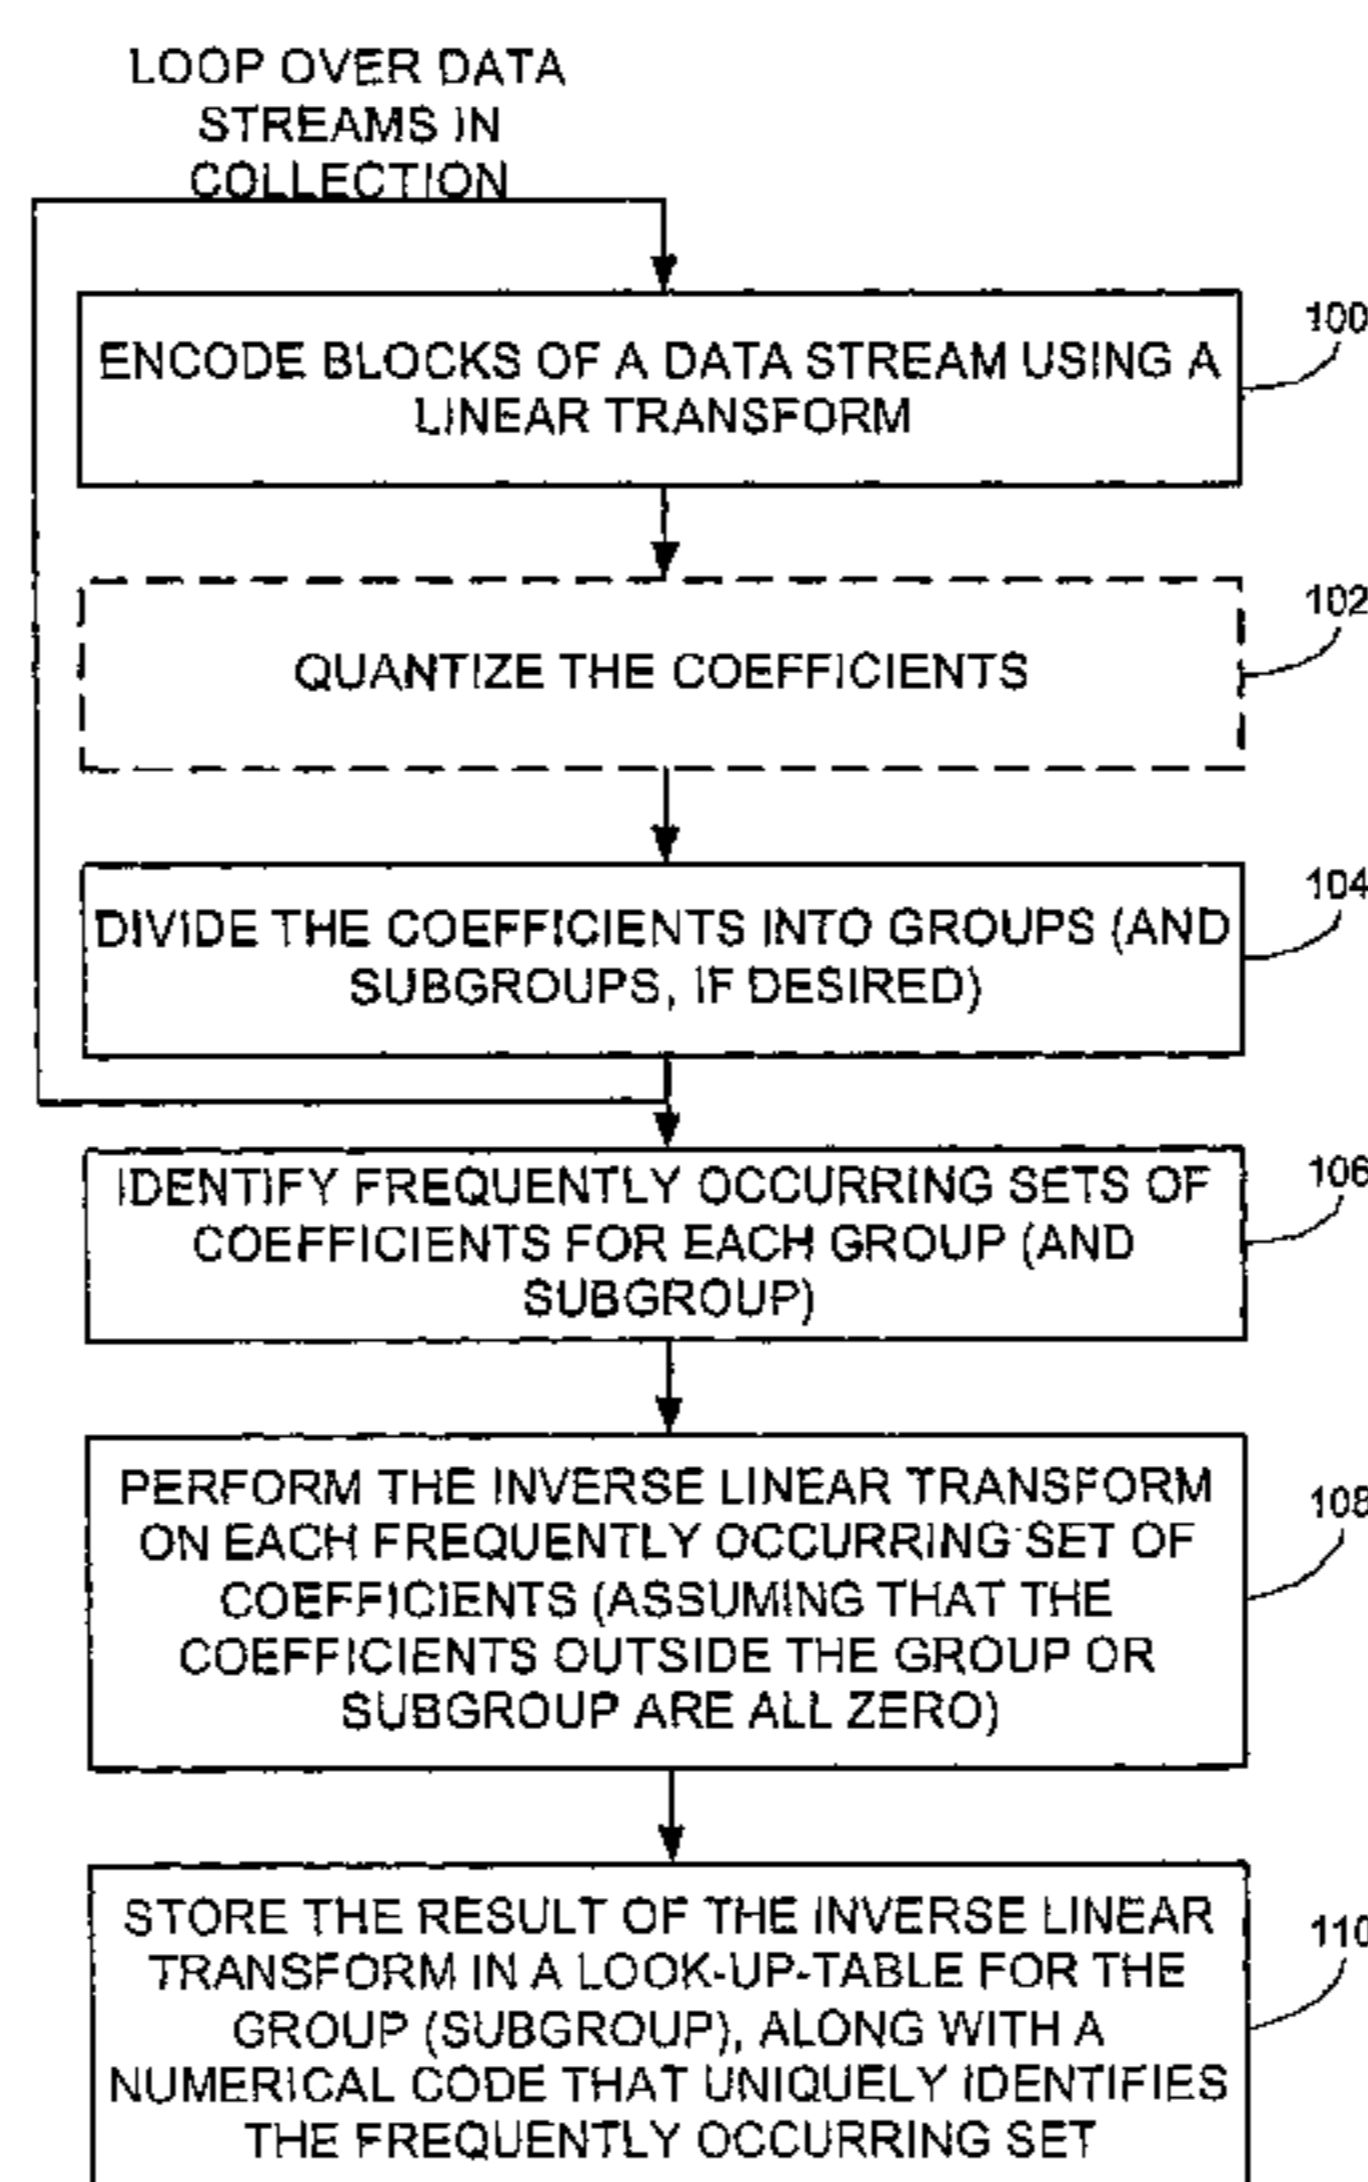 LOOP OVER DATA
STREAMS IN
COLLECTION
100
ENCODE BLOCKS OF A DATA STREAM USING A
LINEAR TRANSFORM
102
QUANTIZE THE COEFFICIENTS
104
DIVIDE THE COEFFICIENTS INTO GROUPS (AND
SUBGROUPS, IF DESIRED)
106
IDENTIFY FREQUENTLY OCCURRING SETS OF
COEFFICIENTS FOR EACH GROUP (AND
SUBGROUP)
108
PERFORM THE INVERSE LINEAR TRANSFORM
ON EACH FREQUENTLY OCCURRING SET OF
COEFFICIENTS (ASSUMING THAT THE
COEFFICIENTS OUTSIDE THE GROUP OR
SUBGROUP ARE ALL ZERO)
110
STORE THE RESULT OF THE INVERSE LINEAR
TRANSFORM IN A LOOK-UP-TABLE FOR THE
GROUP (SUBGROUP), ALONG WITH A
NUMERICAL CODE THAT UNIQUELY IDENTIFIES
THE FREQUENTLY OCCURRING SET